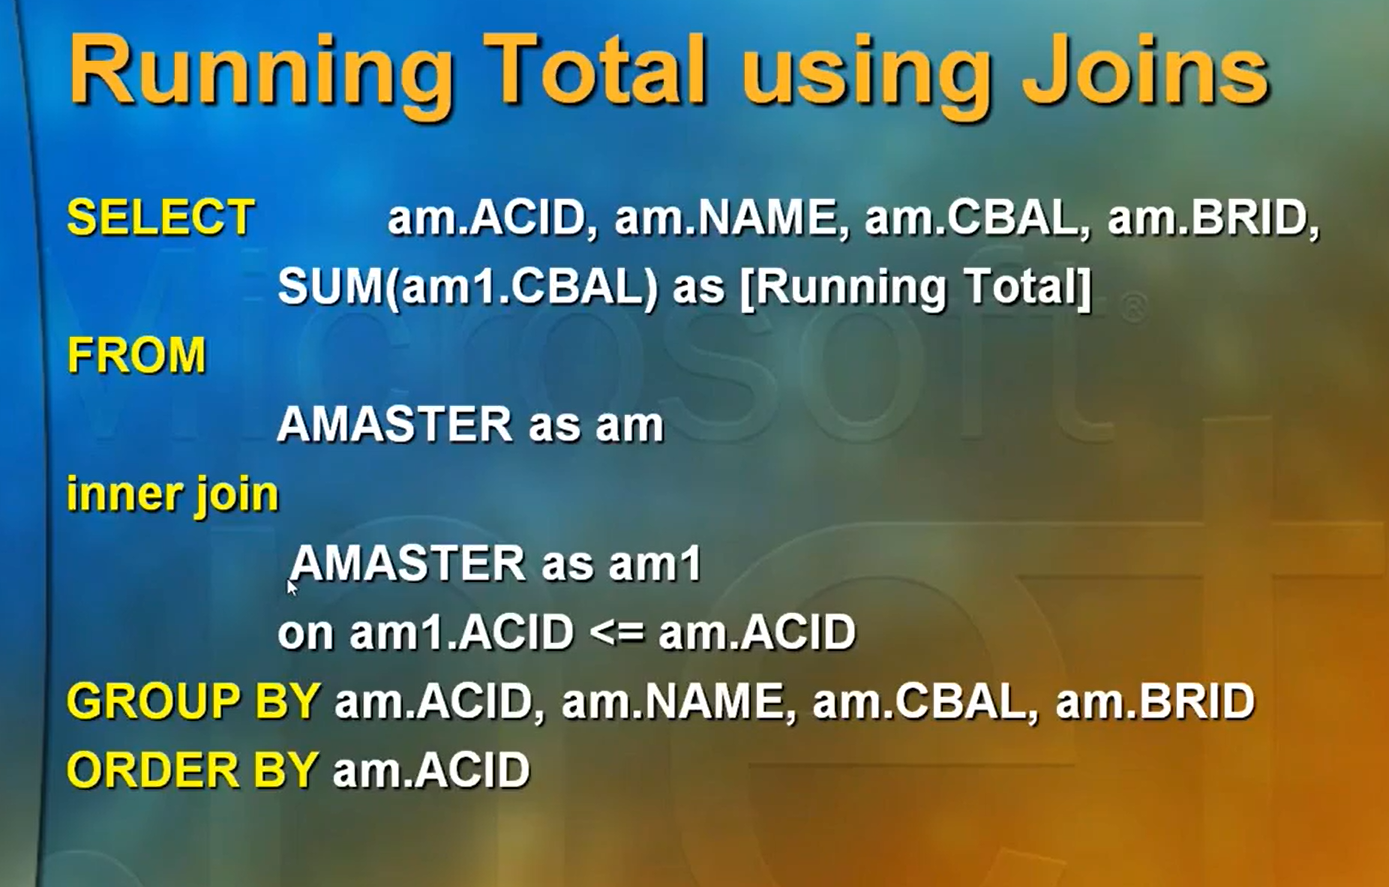 Running Total using Joins
SELECT am.ACID, am.NAME, am.CBAL, am.BRID,
SUM(am1.CBAL) as [Running Total]
FROM
AMASTER as am
inner join
AMASTER as am1
on am1.ACID <= am.ACID
GROUP BY am.ACID, am.NAME, am.CBAL, am.BRID
ORDER BY am.ACID
Microsoft®
.net